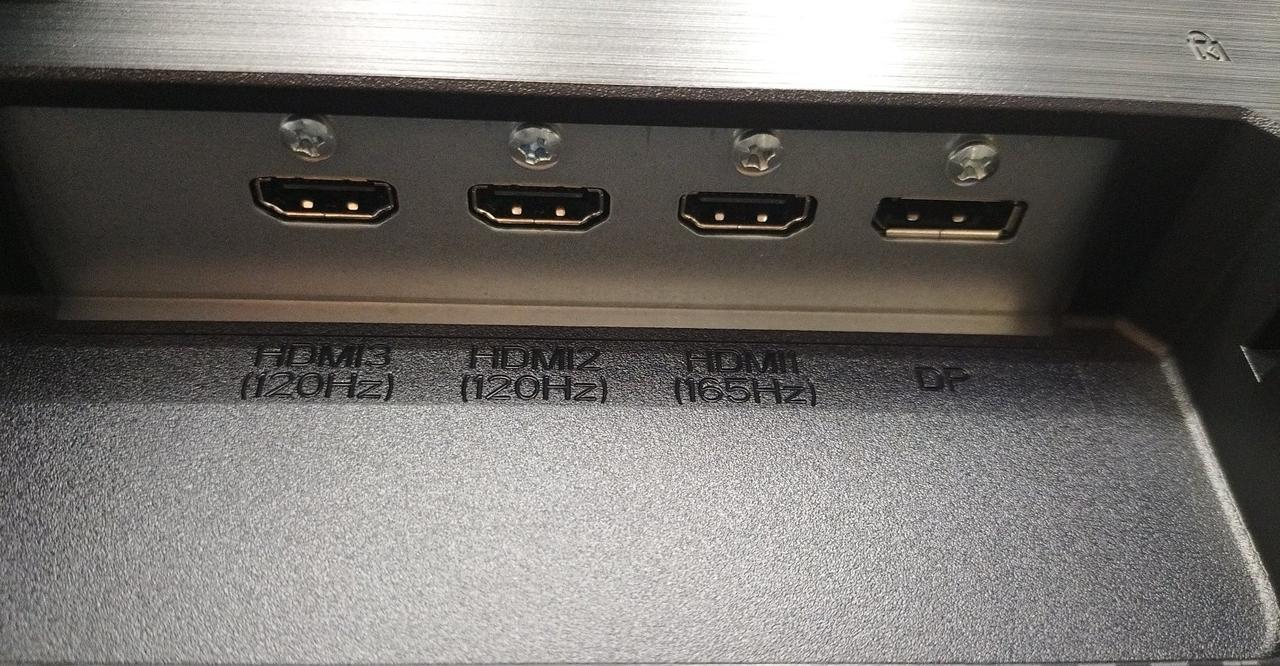 HDMI3
(120Hz)
HDMI2
(120Hz)
HDMI1
(165Hz)
DP